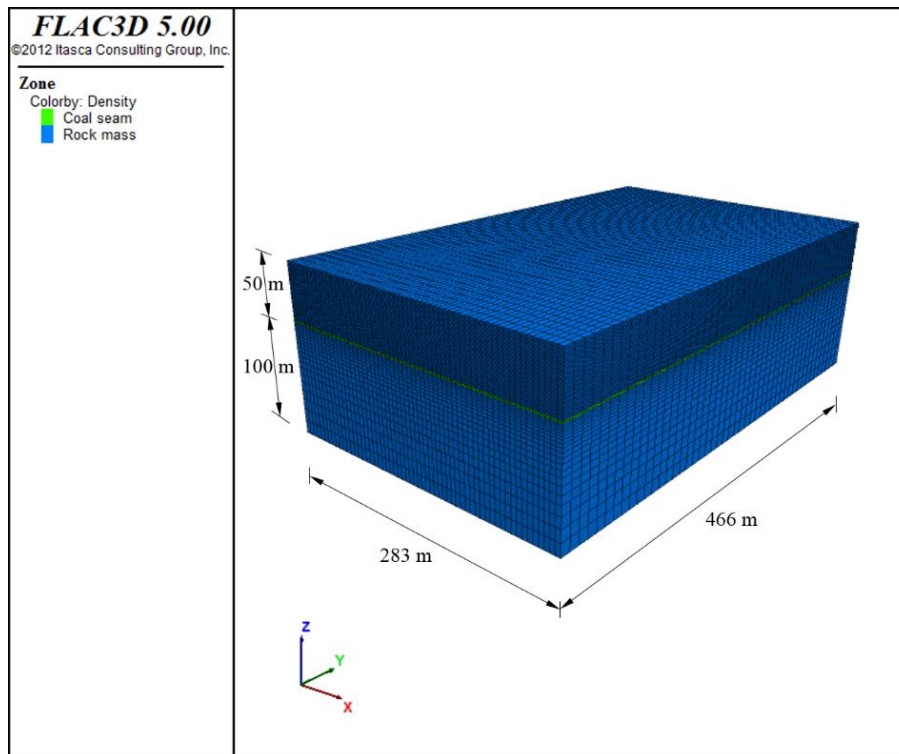 FLAC3D 5.00
©2012 Itasca Consulting Group, Inc.
Zone
Colorby: Density
Coal seam
Rock mass
50 m
100 m
283 m
466 m
Z
Y
X